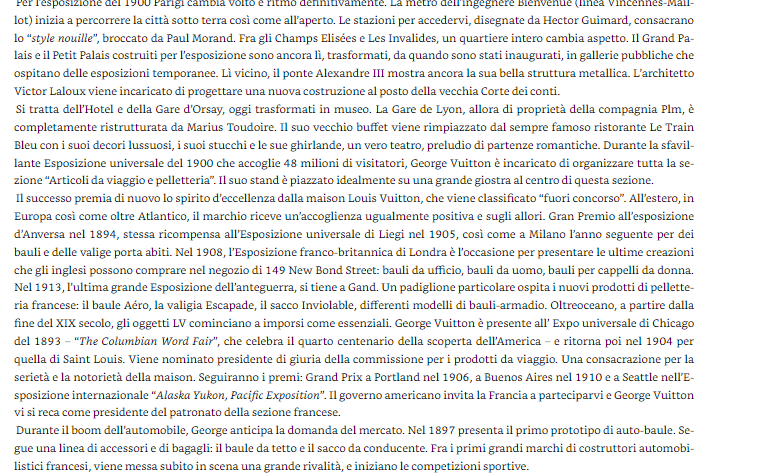 Per l'esposizione del 1900 Parigi cambia volto e ritmo definitivamente. La metro dell'ingegnere Bienvenüe (linea Vincennes-Mail-
lot) inizia a percorrere la città sotto terra così come all'aperto. Le stazioni per accedervi, disegnate da Hector Guimard, consacrano
lo “style nouille”, broccato da Paul Morand. Fra gli Champs Elisées e Les Invalides, un quartiere intero cambia aspetto. Il Grand Pa-
lais e il Petit Palais costruiti per l'esposizione sono ancora lì, trasformati, da quando sono stati inaugurati, in gallerie pubbliche che
ospitano delle esposizioni temporanee. Lì vicino, il ponte Alexandre III mostra ancora la sua bella struttura metallica. L'architetto
Victor Laloux viene incaricato di progettare una nuova costruzione al posto della vecchia Corte dei conti.
Si tratta dell'Hotel e della Gare d'Orsay, oggi trasformati in museo. La Gare de Lyon, allora di proprietà della compagnia Plm, è
completamente ristrutturata da Marius Toudoire. Il suo vecchio buffet viene rimpiazzato dal sempre famoso ristorante Le Train
Bleu con i suoi decori lussuosi, i suoi stucchi e le sue ghirlande, un vero teatro, preludio di partenze romantiche. Durante la sfavil-
lante Esposizione universale del 1900 che accoglie 48 milioni di visitatori, George Vuitton è incaricato di organizzare tutta la se-
zione “Articoli da viaggio e pelletteria”. Il suo stand è piazzato idealmente su una grande giostra al centro di questa sezione.
Il successo premia di nuovo lo spirito d'eccellenza dalla maison Louis Vuitton, che viene classificato “fuori concorso”. All'estero, in
Europa così come oltre Atlantico, il marchio riceve un'accoglienza ugualmente positiva e sugli allori. Gran Premio all'esposizione
d'Anversa nel 1894, stessa ricompensa all'Esposizione universale di Liegi nel 1905, così come a Milano l'anno seguente per dei
bauli e delle valige porta abiti. Nel 1908, l'Esposizione franco-britannica di Londra è l'occasione per presentare le ultime creazioni
che gli inglesi possono comprare nel negozio di 149 New Bond Street: bauli da ufficio, bauli da uomo, bauli per cappelli da donna.
Nel 1913, l'ultima grande Esposizione dell'anteguerra, si tiene a Gand. Un padiglione particolare ospita i nuovi prodotti di pellette-
ria francese: il baule Aéro, la valigia Escapade, il sacco Inviolable, differenti modelli di bauli-armadio. Oltreoceano, a partire dalla
fine del XIX secolo, gli oggetti LV cominciano a imporsi come essenziali. George Vuitton è presente all' Expo universale di Chicago
del 1893 – “The Columbian Word Fair”, che celebra il quarto centenario della scoperta dell'America – e ritorna poi nel 1904 per
quella di Saint Louis. Viene nominato presidente di giuria della commissione per i prodotti da viaggio. Una consacrazione per la
serietà e la notorietà della maison. Seguiranno i premi: Grand Prix a Portland nel 1906, a Buenos Aires nel 1910 e a Seattle nell'E-
sposizione internazionale “Alaska Yukon, Pacific Exposition”. Il governo americano invita la Francia a parteciparvi e George Vuitton
vi si reca come presidente del patronato della sezione francese.
Durante il boom dell'automobile, George anticipa la domanda del mercato. Nel 1897 presenta il primo prototipo di auto-baule. Se-
gue una linea di accessori e di bagagli: il baule da tetto e il sacco da conducente. Fra i primi grandi marchi di costruttori automobi-
listici francesi, viene messa subito in scena una grande rivalità, e iniziano le competizioni sportive.